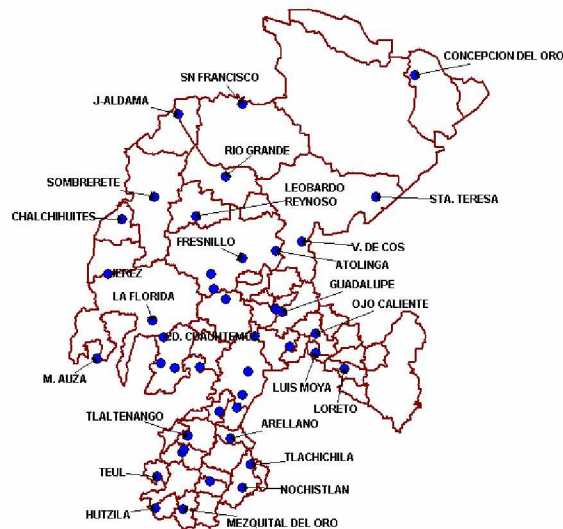 CONCEPCION DEL ORO
SN FRANCISCO
J-ALDAMA
RIO GRANDE
SOMBRERETE
LEOBARDO
REYNOSO
STA. TERESA
CHALCHIHUITES
FRESNILLO
V. DE COS
ATOLINGA
JEREZ
GUADALUPE
LA FLORIDA
OJO CALIENTE
CD. CUAUHTEMOC
M. AUZA
LUIS MOYA
LORETO
TLALTENANGO
ARELLANO
TLACHICHILA
TEUL
NOCHISTLAN
HUTZILA
MEZQUITAL DEL ORO